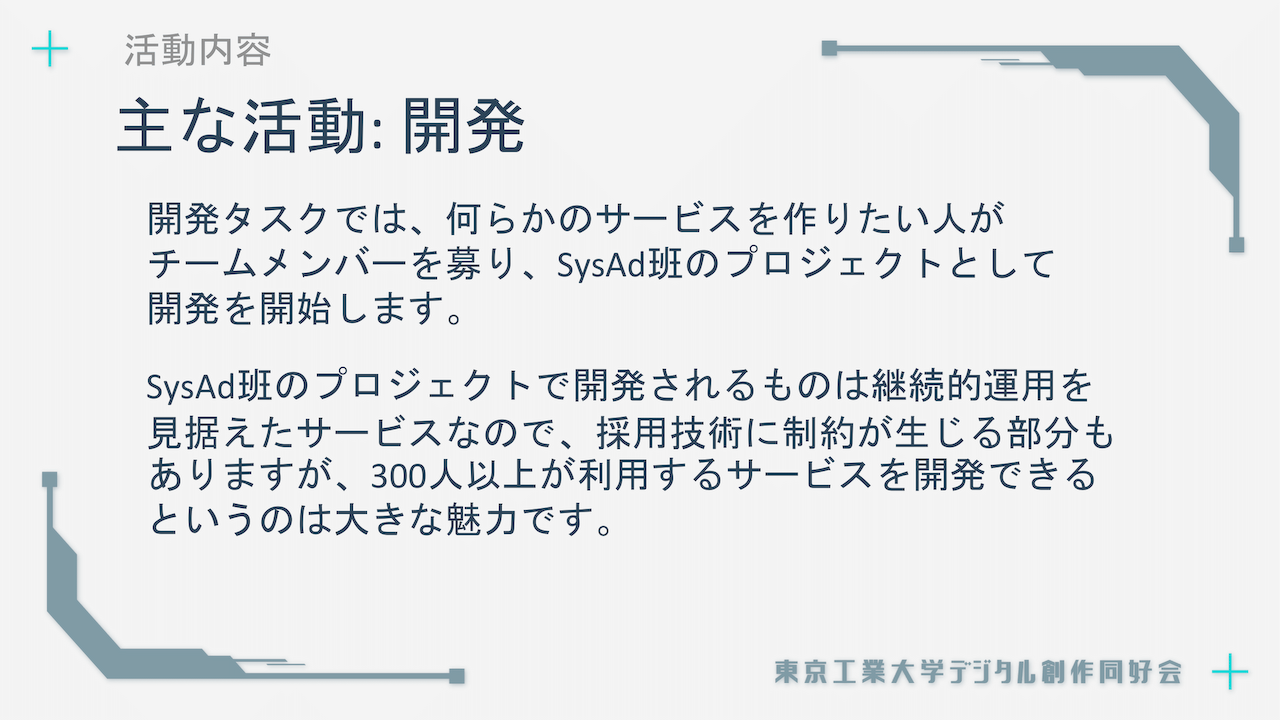 活動内容
主な活動: 開発
開発タスクでは、何らかのサービスを作りたい人が
チームメンバーを募り、SysAd班のプロジェクトとして
開発を開始します。
SysAd班のプロジェクトで開発されるものは継続的運用を
見据えたサービスなので、採用技術に制約が生じる部分も
ありますが、300人以上が利用するサービスを開発できる
というのは大きな魅力です。
東京工業大学デジタル創作同好会